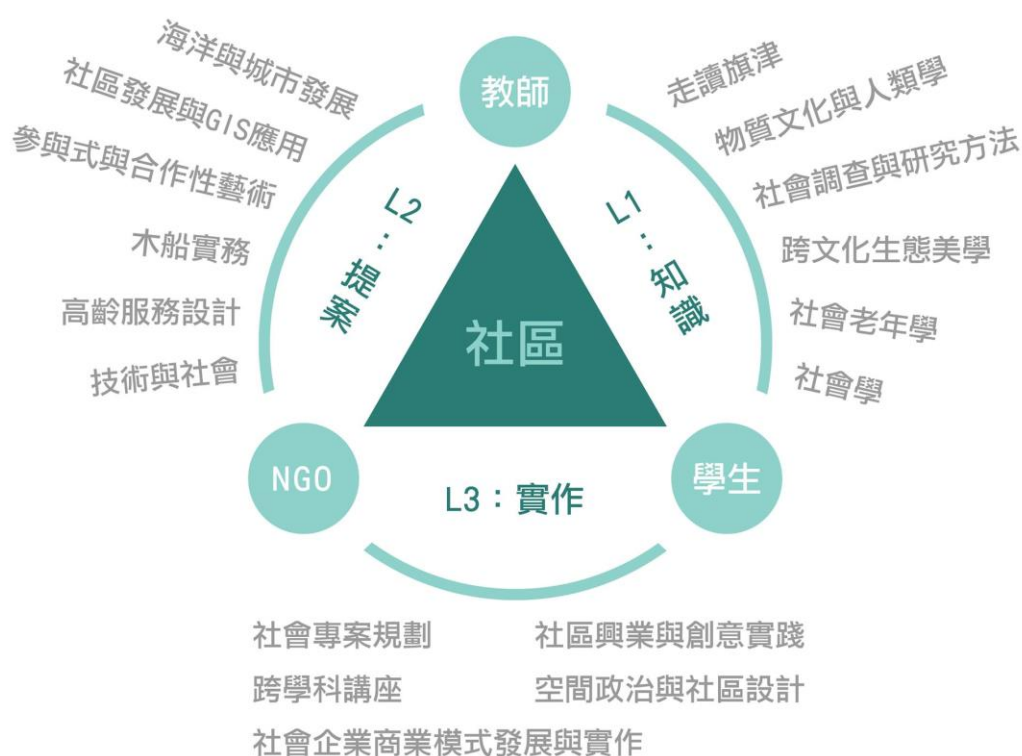 教師
海洋與城市發展
社區發展與GIS應用
參與式與合作性藝術
木船實務
高齡服務設計
技術與社會
L2：提案
走讀旗津
物質文化與人類學
社會調查與研究方法
跨文化生態美學
社會老年學
社會學
L1：知識
社區
NGO
學生
L3：實作
社會專案規劃
社區興業與創意實踐
跨學科講座
空間政治與社區設計
社會企業商業模式發展與實作